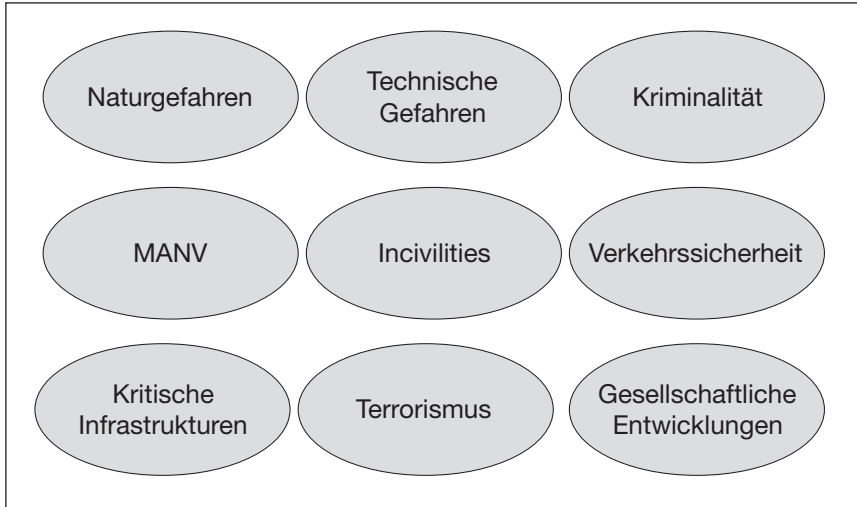 Naturgefahren
Technische
Gefahren
Kriminalität
MANV
Incivilities
Verkehrssicherheit
Kritische
Infrastrukturen
Terrorismus
Gesellschaftliche
Entwicklungen